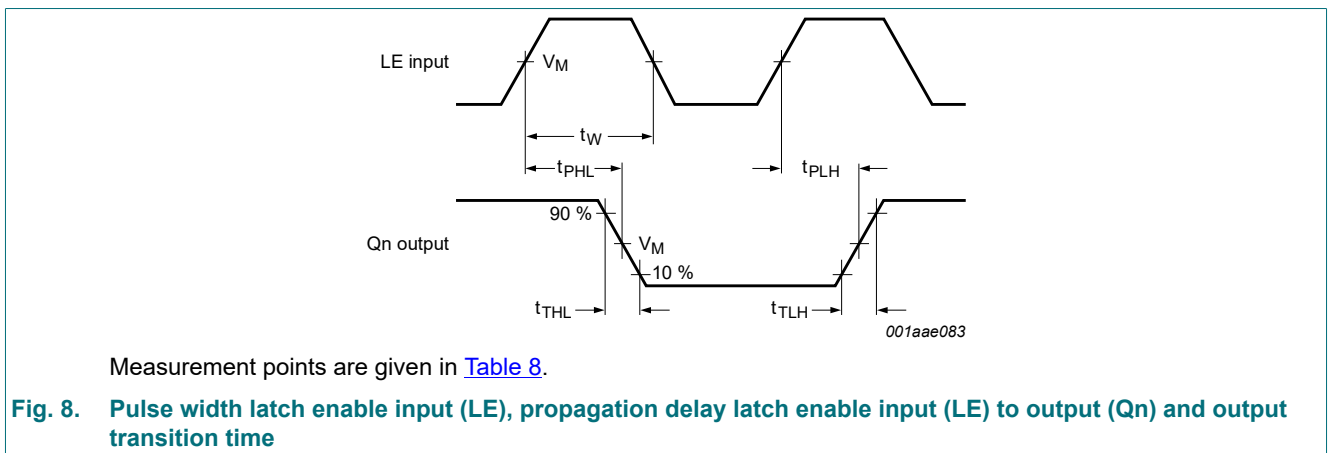 LE input
VM
tW
tPHL
tPLH
90 %
Qn output
VM
10 %
tTHL
tTLH
001aae083
Measurement points are given in Table 8.
Fig. 8. Pulse width latch enable input (LE), propagation delay latch enable input (LE) to output (Qn) and output
transition time